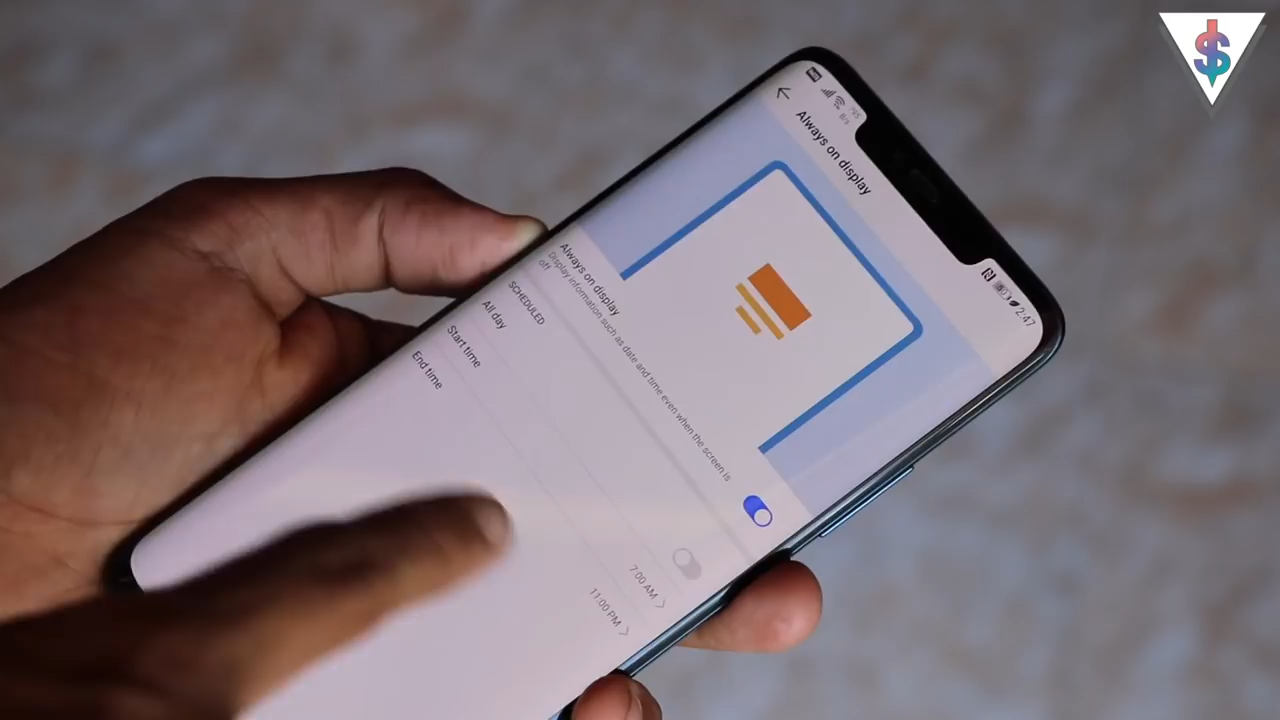 2:47
Always on display
Always on display
Display information such as date and time even when the screen is
off
SCHEDULED
All day
Start time
7:00 AM
End time
11:00 PM
$